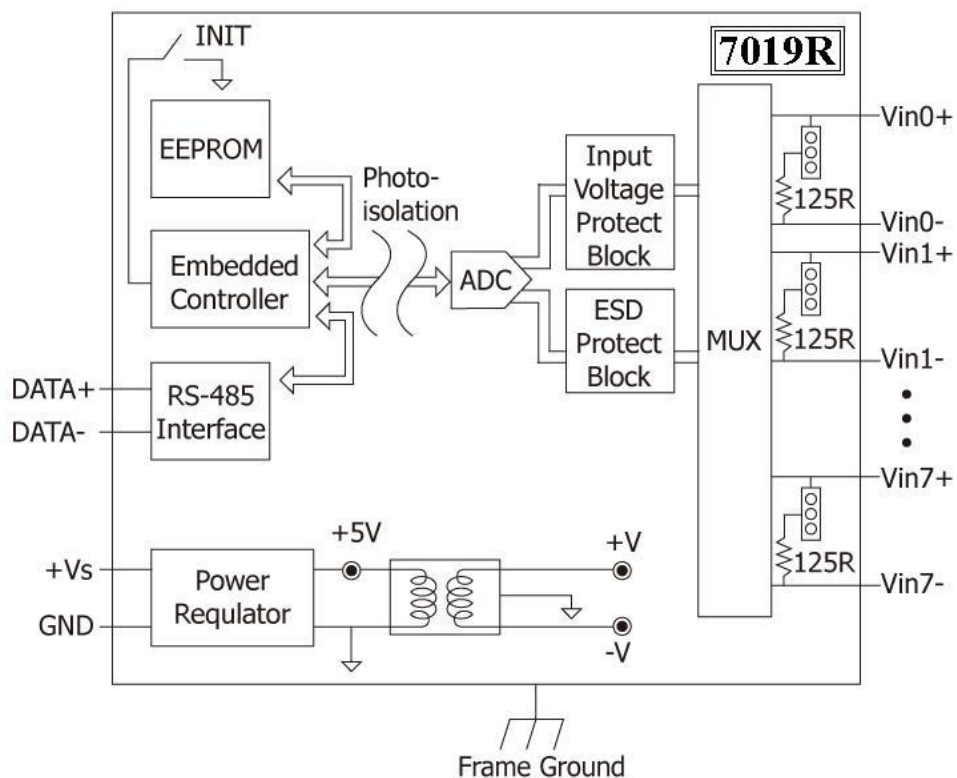 INIT
7019R
EEPROM
Photo-
isolation
Input
Voltage
Protect
Block
Vin0+
125R
Vin0-
Vin1+
Embedded
Controller
ADC
ESD
Protect
Block
MUX
125R
Vin1-
DATA+
DATA-
RS-485
Interface
Vin7+
125R
Vin7-
+Vs
GND
Power
Requlator
+5V
+V
-V
Frame Ground